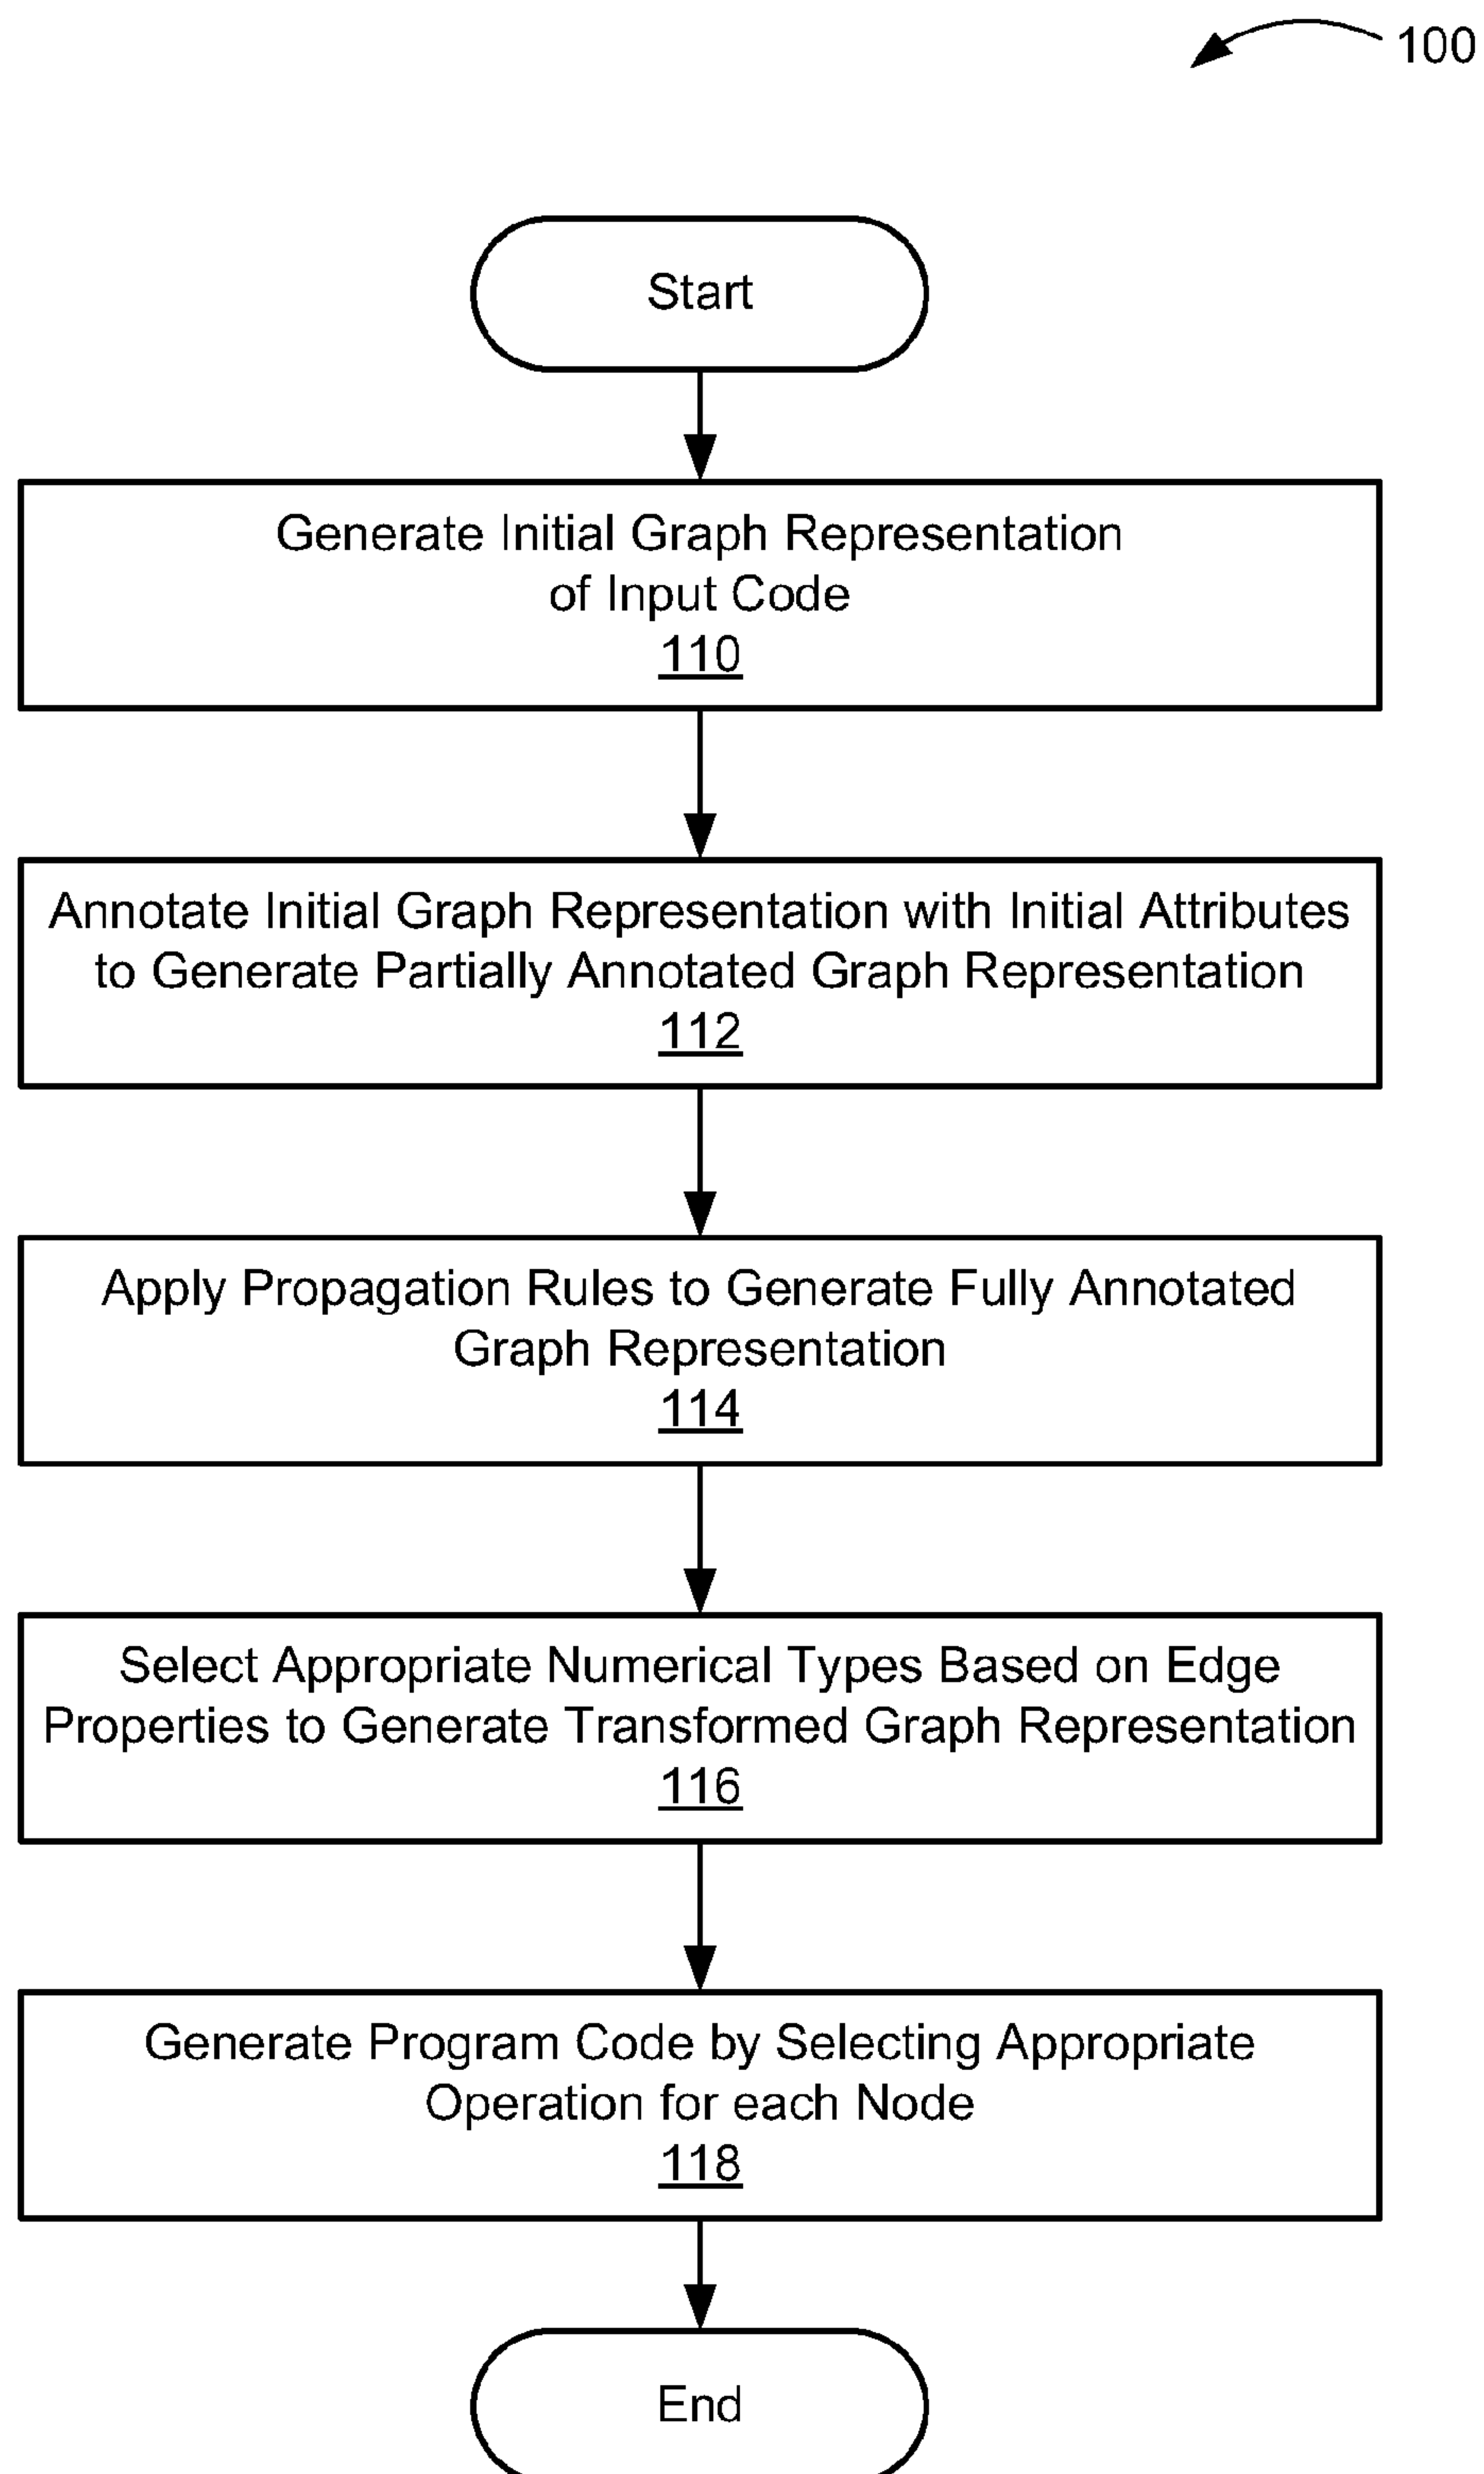 100
Start
Generate Initial Graph Representation
of Input Code
110
Annotate Initial Graph Representation with Initial Attributes
to Generate Partially Annotated Graph Representation
112
Apply Propagation Rules to Generate Fully Annotated
Graph Representation
114
Select Appropriate Numerical Types Based on Edge
Properties to Generate Transformed Graph Representation
116
Generate Program Code by Selecting Appropriate
Operation for each Node
118
End